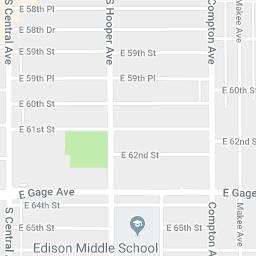 E 58th Pl
S Central Ave
S Hooper Ave
Compton Ave
Makee Ave
E 58th Dr
E 59th St
E 59th St
E 59th Pl
E 59th Pl
E 60th St
E 60th St
E 60th St
E 61st St
E 62nd St
E 62nd St
E Gage Ave
E Gage
E 64th St
S Central
Compton Ave
Makee Ave
E 65th St
E 65th St
Edison Middle School